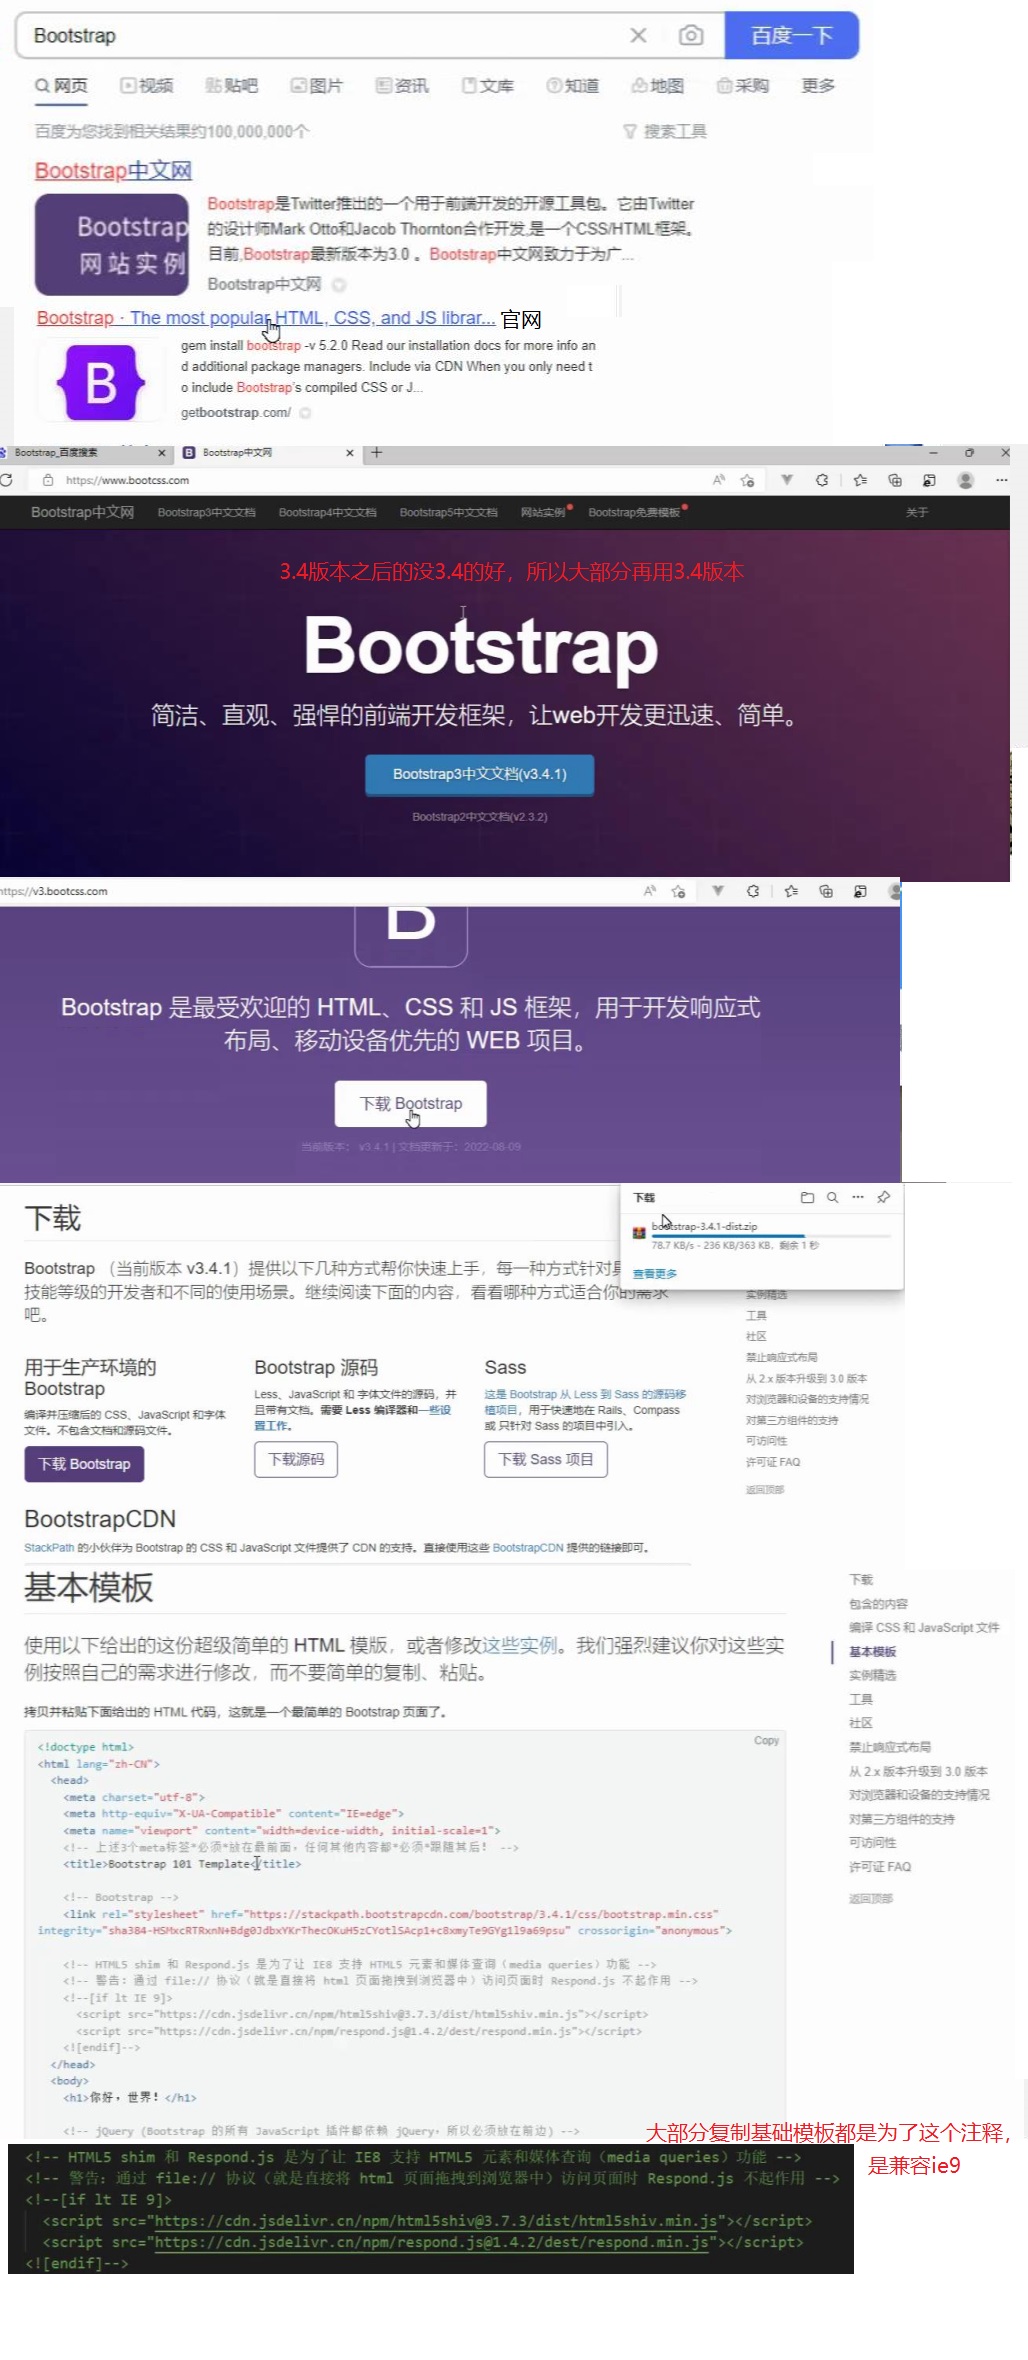 Bootstrap
百度一下
网页 视频 贴吧 图片 资讯 文库 知道 地图 采购 更多
百度为您找到相关结果约100,000,000个 搜索工具
Bootstrap中文网
Bootstrap
网站实例
Bootstrap是Twitter推出的一个用于前端开发的开源工具包。它由Twitter
的设计师Mark Otto和Jacob Thornton合作开发,是一个CSS/HTML框架。
目前,Bootstrap最新版本为3.0 。Bootstrap中文网致力于为广...
Bootstrap中文网
Bootstrap · The most popular HTML, CSS, and JS librar... 官网
B
gem install bootstrap -v 5.2.0 Read our installation docs for more info an
d additional package managers. Include via CDN When you only need t
o include Bootstrap's compiled CSS or J...
getbootstrap.com/
Bootstrap_百度搜索 Bootstrap中文网
https://www.bootcss.com
Bootstrap中文网 Bootstrap3中文文档 Bootstrap4中文文档 Bootstrap5中文文档 网站实例 Bootstrap免费模板 关于
3.4版本之后的没3.4的好，所以大部分再用3.4版本
Bootstrap
简洁、直观、强悍的前端开发框架，让web开发更迅速、简单。
Bootstrap3中文文档(v3.4.1)
Bootstrap2中文文档(v2.3.2)
https://v3.bootcss.com
B
Bootstrap 是最受欢迎的 HTML、CSS 和 JS 框架，用于开发响应式
布局、移动设备优先的 WEB 项目。
下载 Bootstrap
当前版本： v3.4.1 | 文档更新于：2022-08-09
下载
bootstrap-3.4.1-dist.zip
78.7 KB/s - 236 KB/363 KB，剩余 1 秒
查看更多
下载
Bootstrap （当前版本 v3.4.1）提供以下几种方式帮你快速上手，每一种方式针对具
技能等级的开发者和不同的使用场景。继续阅读下面的内容，看看哪种方式适合你的需求
吧。
用于生产环境的
Bootstrap
编译并压缩后的 CSS、JavaScript 和字体
文件。不包含文档和源码文件。
下载 Bootstrap
Bootstrap 源码
Less、JavaScript 和 字体文件的源码，并
且带有文档。需要 Less 编译器和一些设
置工作。
下载源码
Sass
这是 Bootstrap 从 Less 到 Sass 的源码移
植项目，用于快速地在 Rails、Compass
或 只针对 Sass 的项目中引入。
下载 Sass 项目
实例精选
工具
社区
禁止响应式布局
从 2.x 版本升级到 3.0 版本
对浏览器和设备的支持情况
对第三方组件的支持
可访问性
许可证 FAQ
返回顶部
BootstrapCDN
StackPath 的小伙伴为 Bootstrap 的 CSS 和 JavaScript 文件提供了 CDN 的支持。直接使用这些 BootstrapCDN 提供的链接即可。
基本模板
使用以下给出的这份超级简单的 HTML 模版，或者修改这些实例。我们强烈建议你对这些实
例按照自己的需求进行修改，而不要简单的复制、粘贴。
拷贝并粘贴下面给出的 HTML 代码，这就是一个最简单的 Bootstrap 页面了。
下载
包含的内容
编译 CSS 和 JavaScript 文件
基本模板
实例精选
工具
社区
禁止响应式布局
从 2.x 版本升级到 3.0 版本
对浏览器和设备的支持情况
对第三方组件的支持
可访问性
许可证 FAQ
返回顶部
Copy
<!doctype html>
<html lang="zh-CN">
<head>
<meta charset="utf-8">
<meta http-equiv="X-UA-Compatible" content="IE=edge">
<meta name="viewport" content="width=device-width, initial-scale=1">
<!-- 上述3个meta标签*必须*放在最前面，任何其他内容都*必须*跟随其后！ -->
<title>Bootstrap 101 Template</title>
<!-- Bootstrap -->
<link rel="stylesheet" href="https://stackpath.bootstrapcdn.com/bootstrap/3.4.1/css/bootstrap.min.css"
integrity="sha384-HSMxcRTRxnN+Bdg0JdbxYKrThecOKuH5zCYotlSAcp1+c8xmyTe9GYg1l9a69psu" crossorigin="anonymous">
<!-- HTML5 shim 和 Respond.js 是为了让 IE8 支持 HTML5 元素和媒体查询（media queries）功能 -->
<!-- 警告：通过 file:// 协议（就是直接将 html 页面拖拽到浏览器中）访问页面时 Respond.js 不起作用 -->
<!--[if lt IE 9]>
<script src="https://cdn.jsdelivr.cn/npm/html5shiv@3.7.3/dist/html5shiv.min.js"></script>
<script src="https://cdn.jsdelivr.cn/npm/respond.js@1.4.2/dest/respond.min.js"></script>
<![endif]-->
</head>
<body>
<h1>你好，世界！</h1>
<!-- jQuery (Bootstrap 的所有 JavaScript 插件都依赖 jQuery，所以必须放在前边) -->
大部分复制基础模板都是为了这个注释，
是兼容ie9
<!-- HTML5 shim 和 Respond.js 是为了让 IE8 支持 HTML5 元素和媒体查询（media queries）功能 -->
<!-- 警告：通过 file:// 协议（就是直接将 html 页面拖拽到浏览器中）访问页面时 Respond.js 不起作用 -->
<!--[if lt IE 9]>
<script src="https://cdn.jsdelivr.cn/npm/html5shiv@3.7.3/dist/html5shiv.min.js"></script>
<script src="https://cdn.jsdelivr.cn/npm/respond.js@1.4.2/dest/respond.min.js"></script>
<![endif]-->